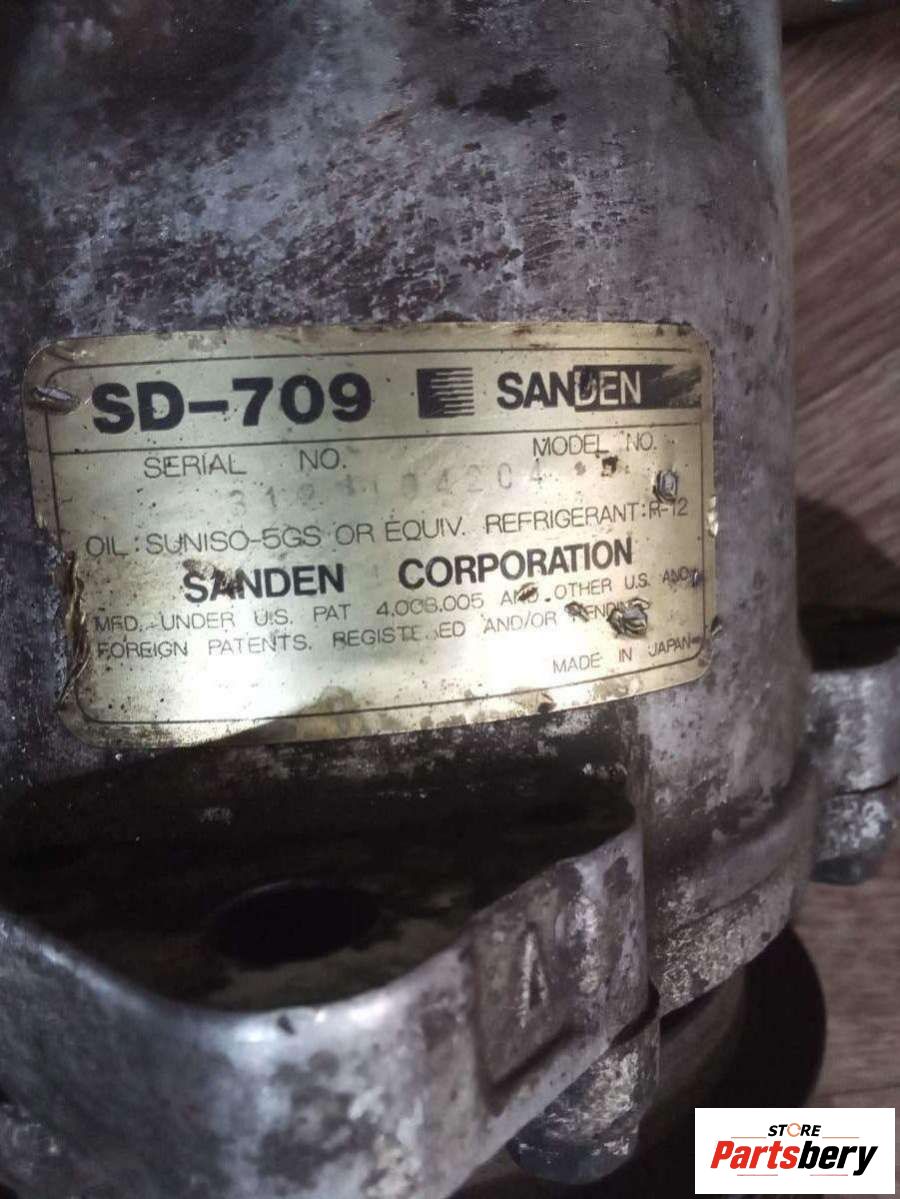 SD-709 SANDEN
SERIAL NO. MODEL NO.
OIL: SUNISO-5GS OR EQUIV. REFRIGERANT: R-12
SANDEN CORPORATION
MFD. UNDER U.S. PAT 4.008.005 AND OTHER U.S. AND
FOREIGN PATENTS. REGISTERED AND/OR PENDING
MADE IN JAPAN
A
STORE
Partsbery